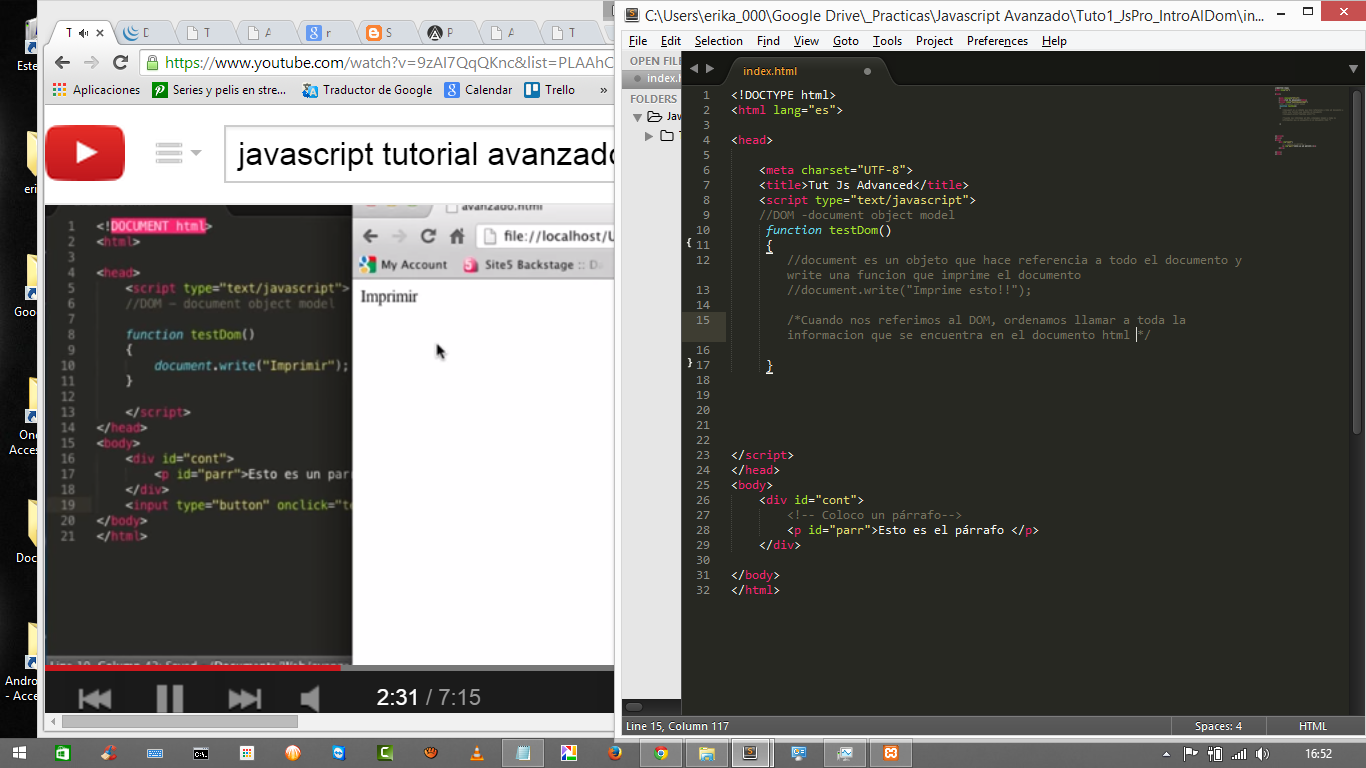 Este
eri
Goo
On
Acces
Doc
Andro
- Acce
T
D
T
A
r
S
P
A
T
https://www.youtube.com/watch?v=9zAI7QqQKnc&list=PLAAhC
Aplicaciones
Series y pelis en stre...
Traductor de Google
Calendar
Trello
»
javascript tutorial avanzado
1 <!DOCUMENT html>
2 <html>
3
4 <head>
5 <script type="text/javascript">
6 //DOM – document object model
7
8 function testDom()
9 {
10 document.write("Imprimir");
11 }
12
13 </script>
14 </head>
15 <body>
16 <div id="cont">
17 <p id="parr">Esto es un par
18 </div>
19 <input type="button" onclick="te
20 </body>
21 </html>
avanzado.html
file://localhost/U
My Account
Site5 Backstage ::
Imprimir
2:31 / 7:15
C:\Users\erika_000\Google Drive\_Practicas\Javascript Avanzado\Tuto1_JsPro_IntroAlDom\in...
File Edit Selection Find View Goto Tools Project Preferences Help
OPEN FILE
index.h
FOLDERS
Jav
T
index.html
1 <!DOCTYPE html>
2 <html lang="es">
3
4 <head>
5
6 <meta charset="UTF-8">
7 <title>Tut Js Advanced</title>
8 <script type="text/javascript">
9 //DOM -document object model
10 function testDom()
{ 11 {
12 //document es un objeto que hace referencia a todo el documento y
write una funcion que imprime el documento
13 //document.write("Imprime esto!!");
14
15 /*Cuando nos referimos al DOM, ordenamos llamar a toda la
informacion que se encuentra en el documento html */
16
} 17 }
18
19
20
21
22
23 </script>
24 </head>
25 <body>
26 <div id="cont">
27 <!-- Coloco un párrafo-->
28 <p id="parr">Esto es el párrafo </p>
29 </div>
30
31 </body>
32 </html>
Line 15, Column 117
Spaces: 4
HTML
16:52